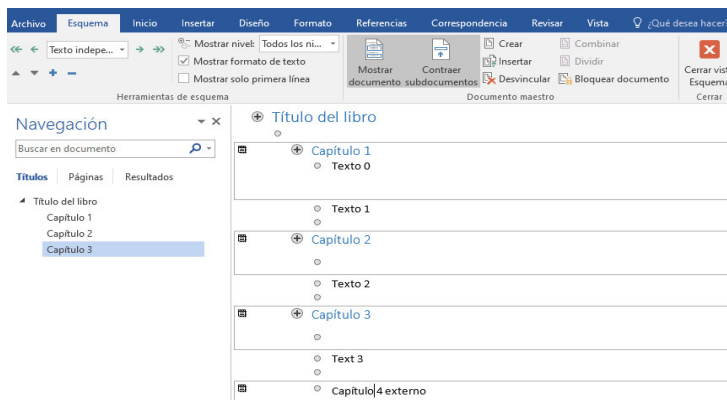 Archivo Esquema Inicio Insertar Diseño Formato Referencias Correspondencia Revisar Vista ¿Qué desea hacer?
Texto indepe...
Mostrar nivel: Todos los ni...
Mostrar formato de texto
Mostrar solo primera línea
Herramientas de esquema
Mostrar documento
Contraer subdocumentos
Crear
Insertar
Desvincular
Combinar
Dividir
Bloquear documento
Documento maestro
Cerrar vist
Esquema
Cerrar
Navegación
Buscar en documento
Títulos Páginas Resultados
Título del libro
Capítulo 1
Capítulo 2
Capítulo 3
Título del libro
Capítulo 1
Texto 0
Texto 1
Capítulo 2
Texto 2
Capítulo 3
Text 3
Capítulo 4 externo